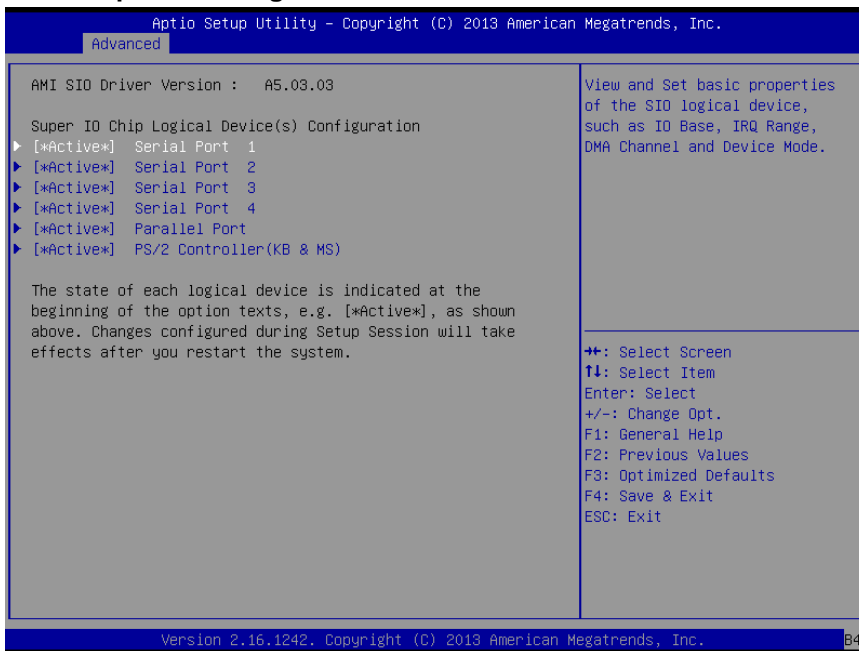 Aptio Setup Utility – Copyright (C) 2013 American Megatrends, Inc.
Advanced
AMI SIO Driver Version : A5.03.03
Super IO Chip Logical Device(s) Configuration
[*Active*] Serial Port 1
[*Active*] Serial Port 2
[*Active*] Serial Port 3
[*Active*] Serial Port 4
[*Active*] Parallel Port
[*Active*] PS/2 Controller(KB & MS)
The state of each logical device is indicated at the
beginning of the option texts, e.g. [*Active*], as shown
above. Changes configured during Setup Session will take
effects after you restart the system.
View and Set basic properties
of the SIO logical device,
such as IO Base, IRQ Range,
DMA Channel and Device Mode.
→←: Select Screen
↑↓: Select Item
Enter: Select
+/-: Change Opt.
F1: General Help
F2: Previous Values
F3: Optimized Defaults
F4: Save & Exit
ESC: Exit
Version 2.16.1242. Copyright (C) 2013 American Megatrends, Inc.
B4